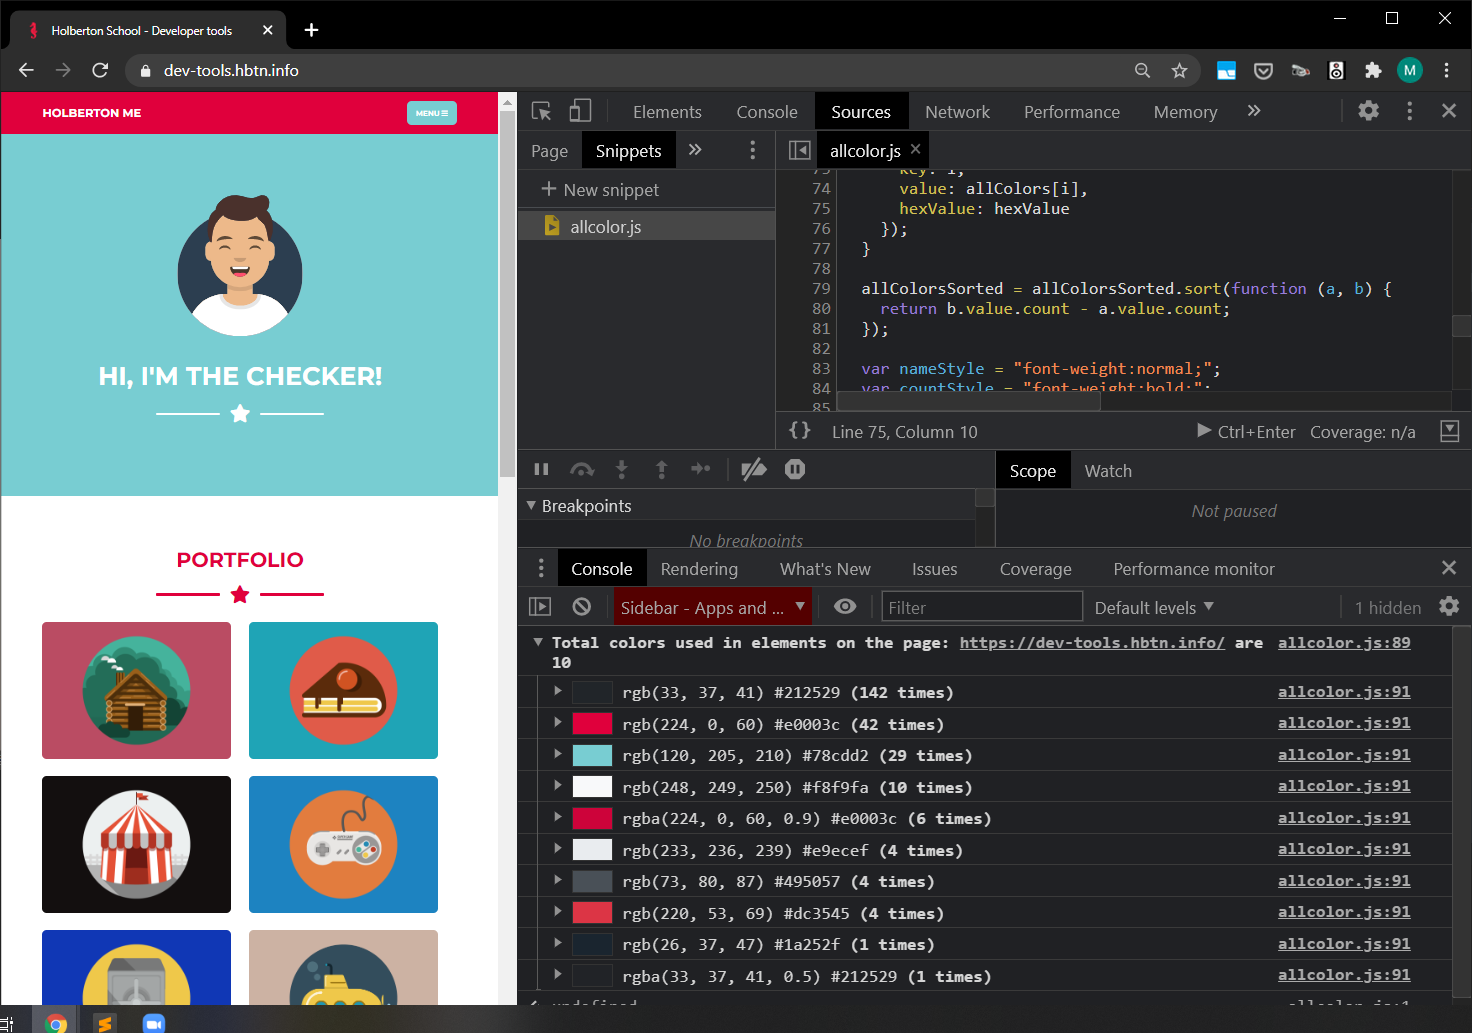 Holberton School - Developer tools
dev-tools.hbtn.info
M
HOLBERTON ME
MENU
HI, I'M THE CHECKER!
PORTFOLIO
Elements Console Sources Network Performance Memory
Page Snippets
allcolor.js
New snippet
allcolor.js
73 key: i,
74 value: allColors[i],
75 hexValue: hexValue
76 });
77 }
78
79 allColorsSorted = allColorsSorted.sort(function (a, b) {
80 return b.value.count - a.value.count;
81 });
82
83 var nameStyle = "font-weight:normal;";
84 var countStyle = "font-weight:bold;";
85
{} Line 75, Column 10 Ctrl+Enter Coverage: n/a
Scope Watch
Breakpoints
No breakpoints
Not paused
Console Rendering What's New Issues Coverage Performance monitor
Sidebar - Apps and ... Filter Default levels 1 hidden
Total colors used in elements on the page: https://dev-tools.hbtn.info/ are allcolor.js:89
10
rgb(33, 37, 41) #212529 (142 times) allcolor.js:91
rgb(224, 0, 60) #e0003c (42 times) allcolor.js:91
rgb(120, 205, 210) #78cdd2 (29 times) allcolor.js:91
rgb(248, 249, 250) #f8f9fa (10 times) allcolor.js:91
rgba(224, 0, 60, 0.9) #e0003c (6 times) allcolor.js:91
rgb(233, 236, 239) #e9ecef (4 times) allcolor.js:91
rgb(73, 80, 87) #495057 (4 times) allcolor.js:91
rgb(220, 53, 69) #dc3545 (4 times) allcolor.js:91
rgb(26, 37, 47) #1a252f (1 times) allcolor.js:91
rgba(33, 37, 41, 0.5) #212529 (1 times) allcolor.js:91
undefined allcolor.js:1